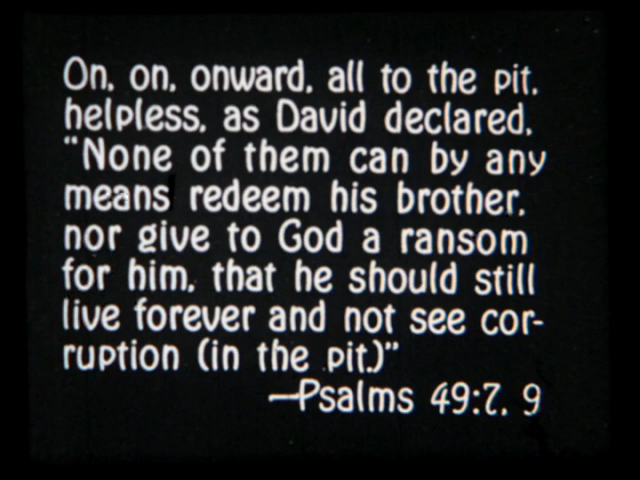 On, on, onward, all to the pit,
helpless, as David declared,
"None of them can by any
means redeem his brother,
nor give to God a ransom
for him, that he should still
live forever and not see cor-
ruption (in the pit.)"
—Psalms 49:7, 9